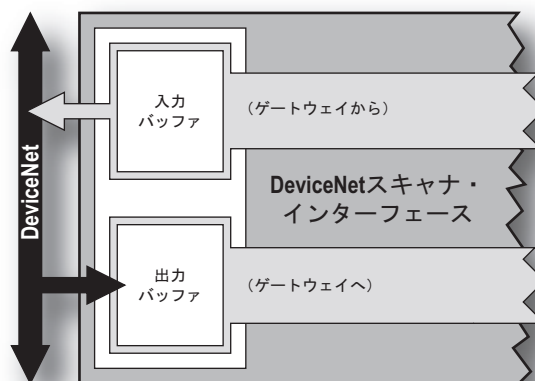 DeviceNet
入力
バッファ
(ゲートウェイから)
DeviceNetスキャナ・
インターフェース
出力
バッファ
(ゲートウェイへ)